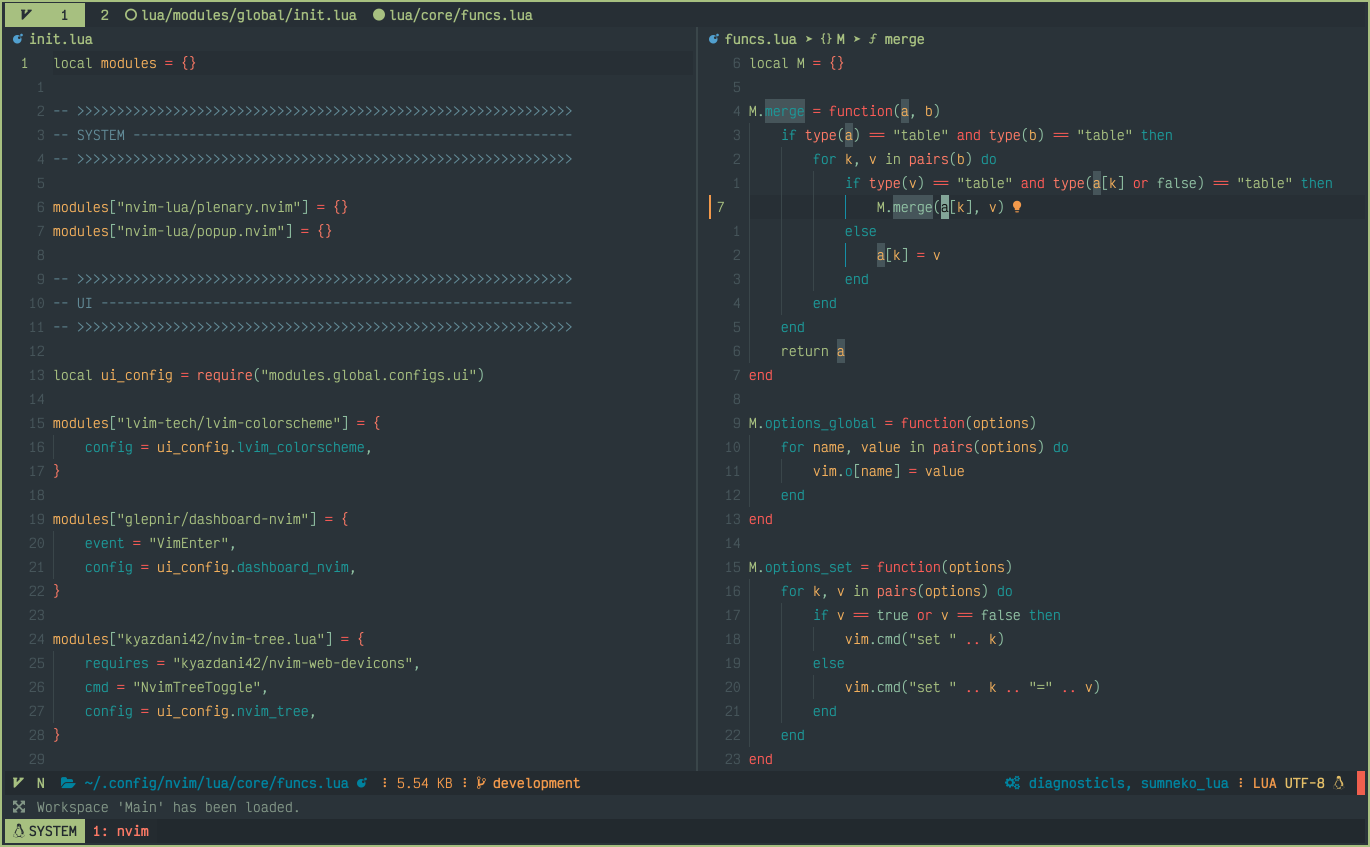 1 2 lua/modules/global/init.lua lua/core/funcs.lua
init.lua
1 local modules = {}
1
2 -- >>>>>>>>>>>>>>>>>>>>>>>>>>>>>>>>>>>>>>>>>>>>>>>>>>>>>>>>>>>>>>
3 -- SYSTEM -------------------------------------------------------
4 -- >>>>>>>>>>>>>>>>>>>>>>>>>>>>>>>>>>>>>>>>>>>>>>>>>>>>>>>>>>>>>>
5
6 modules["nvim-lua/plenary.nvim"] = {}
7 modules["nvim-lua/popup.nvim"] = {}
8
9 -- >>>>>>>>>>>>>>>>>>>>>>>>>>>>>>>>>>>>>>>>>>>>>>>>>>>>>>>>>>>>>>
10 -- UI -----------------------------------------------------------
11 -- >>>>>>>>>>>>>>>>>>>>>>>>>>>>>>>>>>>>>>>>>>>>>>>>>>>>>>>>>>>>>>
12
13 local ui_config = require("modules.global.configs.ui")
14
15 modules["lvim-tech/lvim-colorscheme"] = {
16 config = ui_config.lvim_colorscheme,
17 }
18
19 modules["glepnir/dashboard-nvim"] = {
20 event = "VimEnter",
21 config = ui_config.dashboard_nvim,
22 }
23
24 modules["kyazdani42/nvim-tree.lua"] = {
25 requires = "kyazdani42/nvim-web-devicons",
26 cmd = "NvimTreeToggle",
27 config = ui_config.nvim_tree,
28 }
29
funcs.lua ➤ {} M ➤ ƒ merge
6 local M = {}
5
4 M.merge = function(a, b)
3 if type(a) == "table" and type(b) == "table" then
2 for k, v in pairs(b) do
1 if type(v) == "table" and type(a[k] or false) == "table" then
7 M.merge(a[k], v)
1 else
2 a[k] = v
3 end
4 end
5 end
6 return a
7 end
8
9 M.options_global = function(options)
10 for name, value in pairs(options) do
11 vim.o[name] = value
12 end
13 end
14
15 M.options_set = function(options)
16 for k, v in pairs(options) do
17 if v == true or v == false then
18 vim.cmd("set " .. k)
19 else
20 vim.cmd("set " .. k .. "=" .. v)
21 end
22 end
23 end
N ~/.config/nvim/lua/core/funcs.lua 5.54 KB development diagnosticls, sumneko_lua LUA UTF-8
Workspace 'Main' has been loaded.
SYSTEM 1: nvim